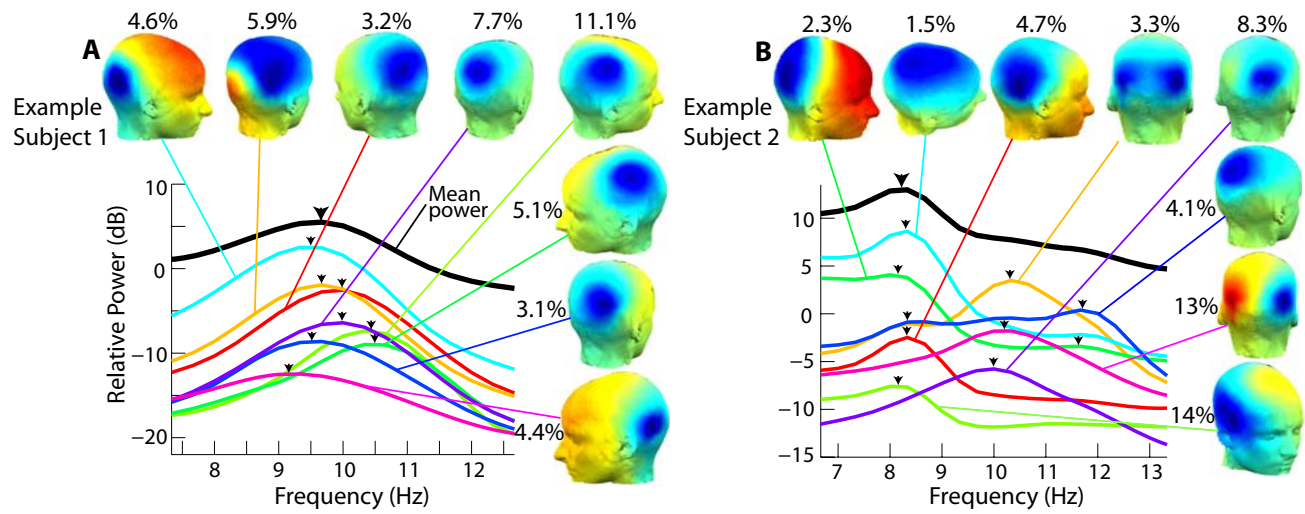 4.6% 5.9% 3.2% 7.7% 11.1%
A
Example
Subject 1
5.1%
3.1%
4.4%
Mean
power
Relative Power (dB)
10
0
−10
−20
8 9 10 11 12
Frequency (Hz)
2.3% 1.5% 4.7% 3.3% 8.3%
B
Example
Subject 2
4.1%
13%
14%
10
5
0
−5
−10
−15
7 8 9 10 11 12 13
Frequency (Hz)